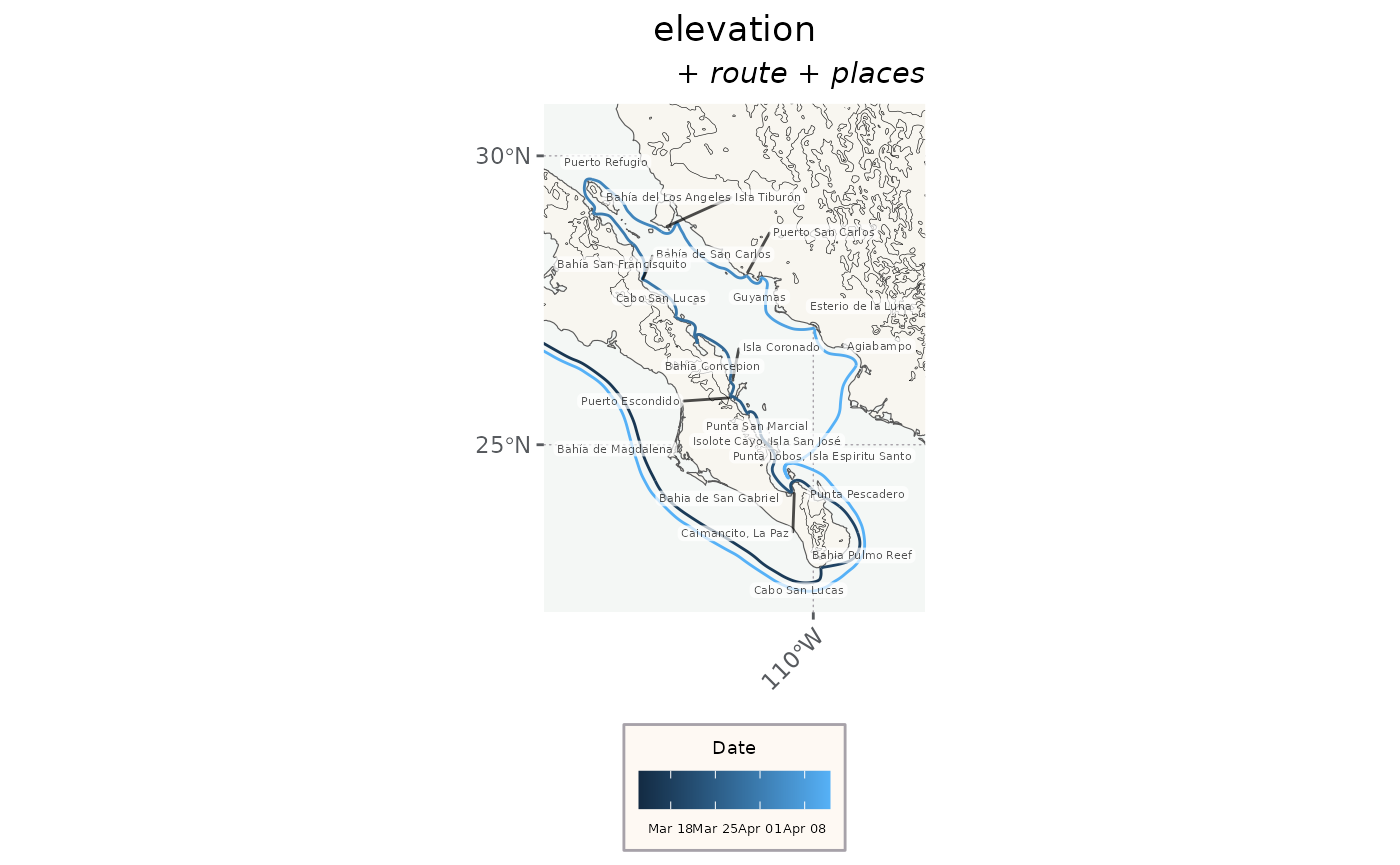 elevation
+ route + places
30°N
Puerto Refugio
Bahía del Los Angeles Isla Tiburón
Puerto San Carlos
Bahía de San Carlos
Bahía San Francisquito
Guyamas
Cabo San Lucas
Esterio de la Luna
Isla Coronado
Agiabampo
Bahía Concepion
Puerto Escondido
Punta San Marcial
25°N
Isolote Cayo, Isla San José
Bahía de Magdalena
Punta Lobos, Isla Espiritu Santo
Punta Pescadero
Bahia de San Gabriel
Caimancito, La Paz
Bahia Pulmo Reef
Cabo San Lucas
110°W
Date
Mar 18 Mar 25 Apr 01 Apr 08